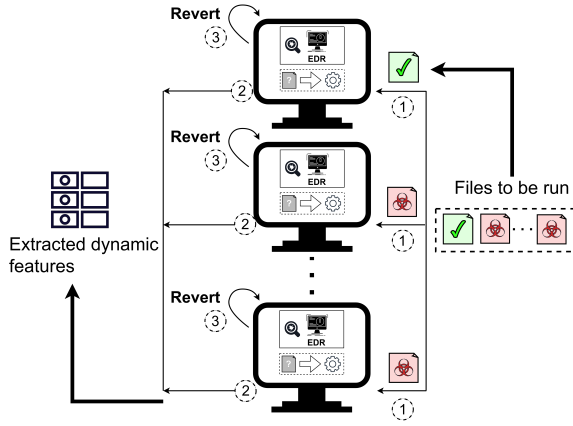 Revert
3
EDR
?
2
1
Revert
3
EDR
?
2
1
Files to be run
Extracted dynamic
features
Revert
3
EDR
?
2
1